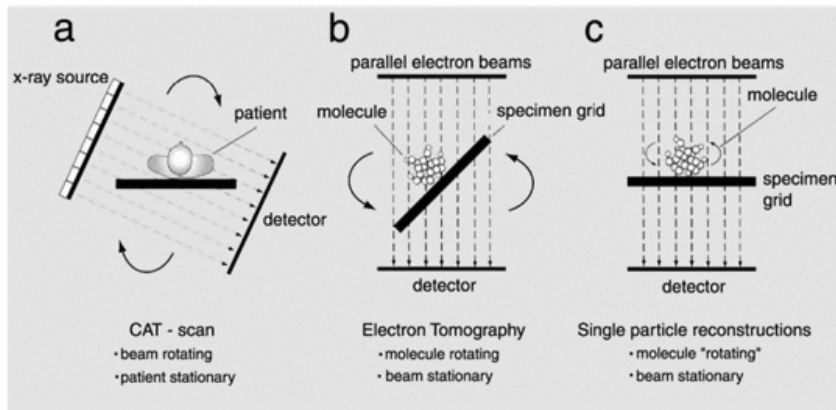 a
x-ray source
patient
detector
CAT - scan
• beam rotating
• patient stationary
b
parallel electron beams
molecule
specimen grid
detector
Electron Tomography
• molecule rotating
• beam stationary
c
parallel electron beams
molecule
specimen
grid
detector
Single particle reconstructions
• molecule "rotating"
• beam stationary